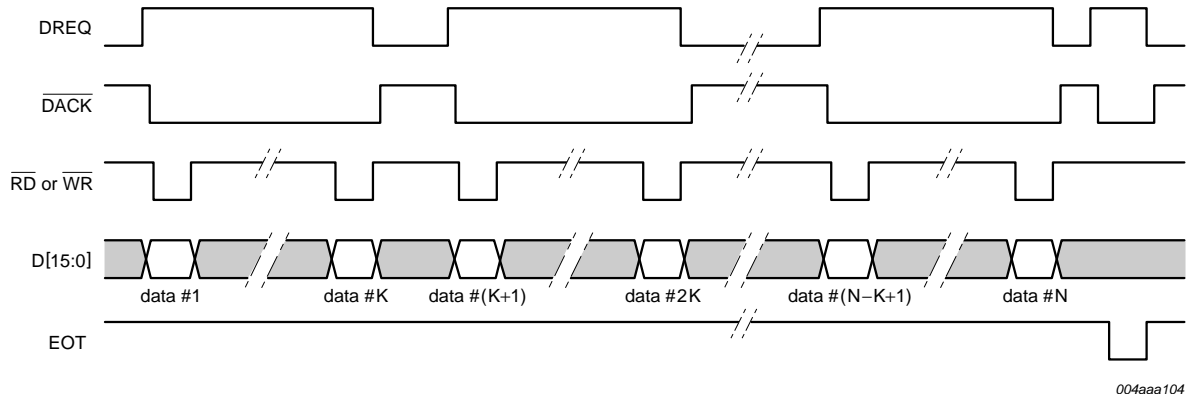 DREQ
DACK
RD or WR
D[15:0]
data #1 data #K data #(K+1) data #2K data #(N−K+1) data #N
EOT
004aaa104